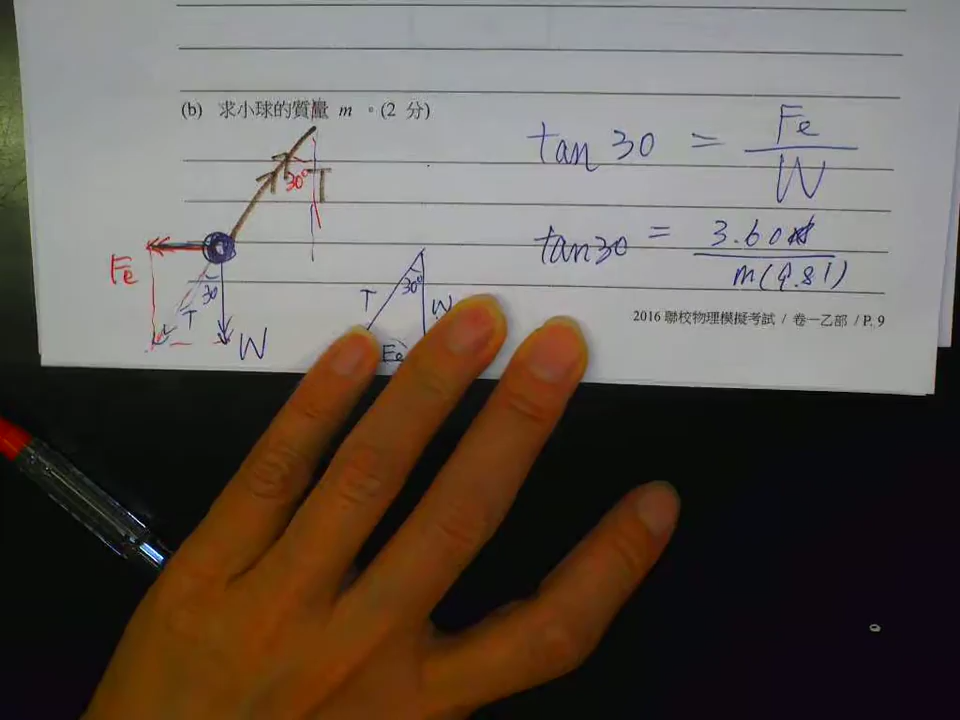 (b) 求小球的質量 m 。(2 分)
tan 30 = Fe / W
30° T
Fe
30
T
W
tan30 = 3.60 / m(9.81)
T 30° W
Fe
2016 聯校物理模擬考試 / 卷一乙部 / P. 9